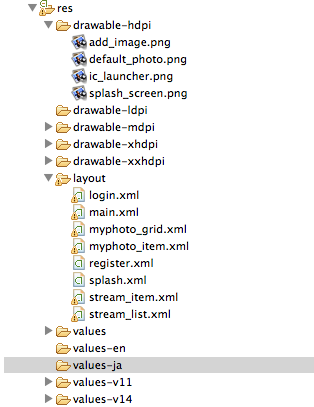 res
drawable-hdpi
add_image.png
default_photo.png
ic_launcher.png
splash_screen.png
drawable-ldpi
drawable-mdpi
drawable-xhdpi
drawable-xxhdpi
layout
login.xml
main.xml
myphoto_grid.xml
myphoto_item.xml
register.xml
splash.xml
stream_item.xml
stream_list.xml
values
values-en
values-ja
values-v11
values-v14